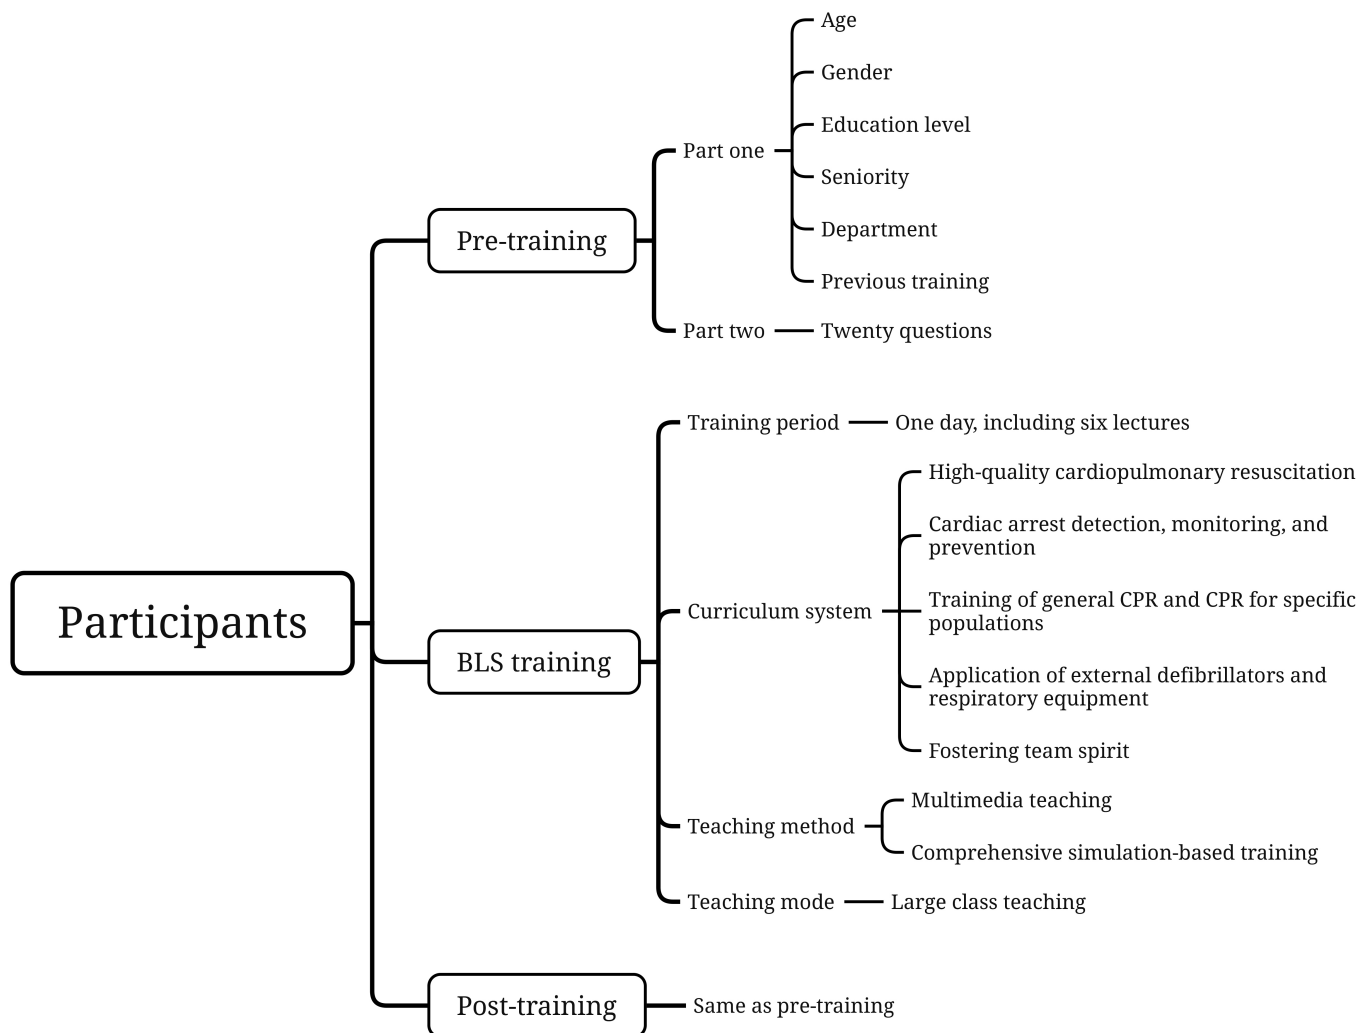 Participants
Pre-training
Part one
Age
Gender
Education level
Seniority
Department
Previous training
Part two
Twenty questions
BLS training
Training period
One day, including six lectures
Curriculum system
High-quality cardiopulmonary resuscitation
Cardiac arrest detection, monitoring, and
prevention
Training of general CPR and CPR for specific
populations
Application of external defibrillators and
respiratory equipment
Fostering team spirit
Teaching method
Multimedia teaching
Comprehensive simulation-based training
Teaching mode
Large class teaching
Post-training
Same as pre-training